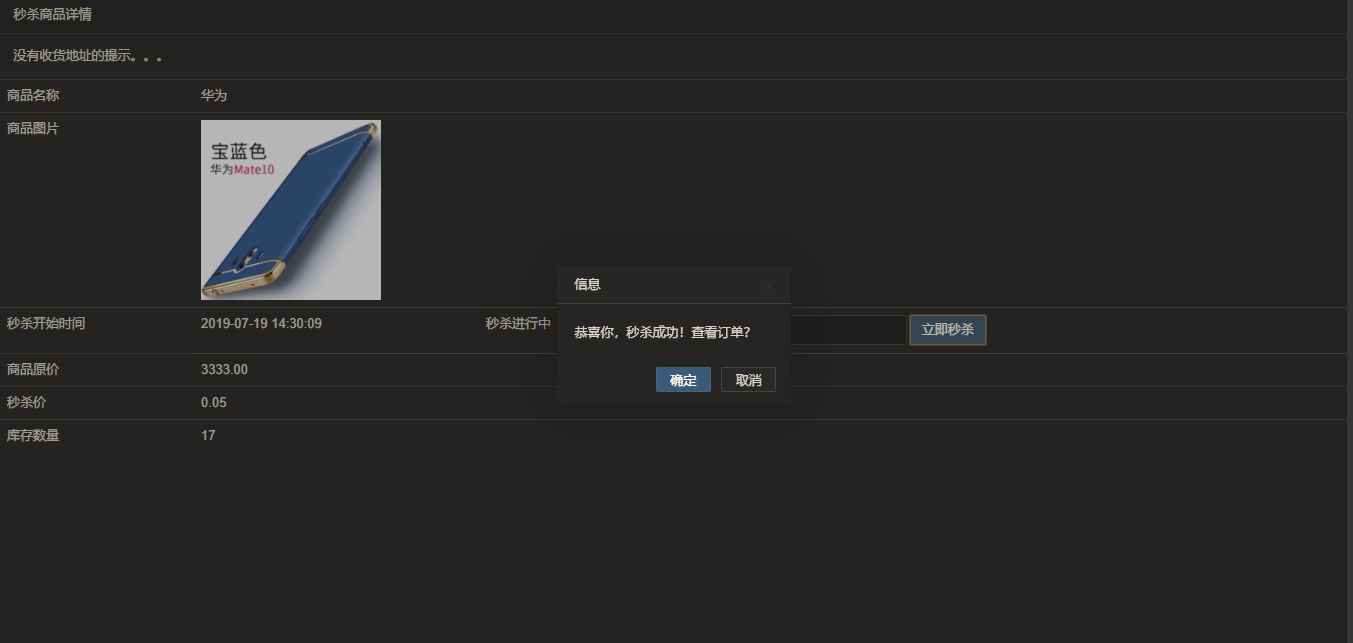 秒杀商品详情
没有收货地址的提示。。。
商品名称 华为
商品图片
宝蓝色
华为Mate10
信息
秒杀开始时间 2019-07-19 14:30:09 秒杀进行中 立即秒杀
恭喜你，秒杀成功！查看订单？
商品原价 3333.00
确定 取消
秒杀价 0.05
库存数量 17